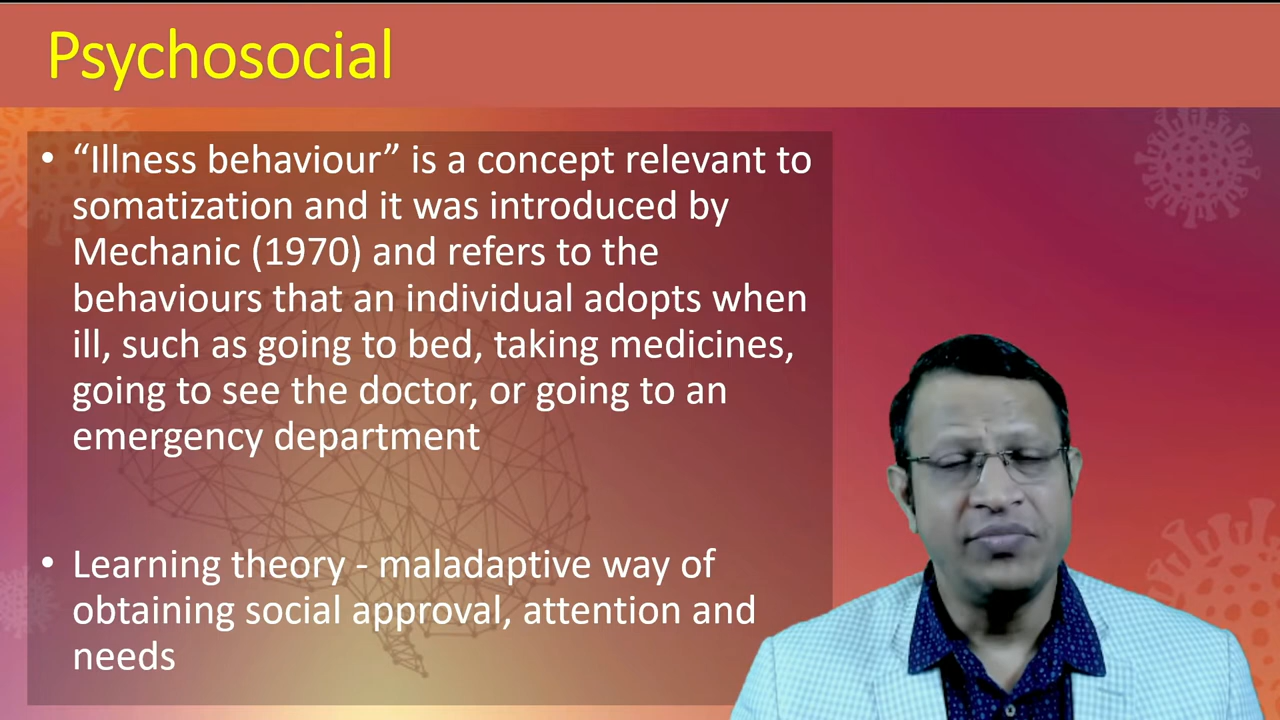 Psychosocial
• “Illness behaviour” is a concept relevant to
somatization and it was introduced by
Mechanic (1970) and refers to the
behaviours that an individual adopts when
ill, such as going to bed, taking medicines,
going to see the doctor, or going to an
emergency department
• Learning theory - maladaptive way of
obtaining social approval, attention and
needs